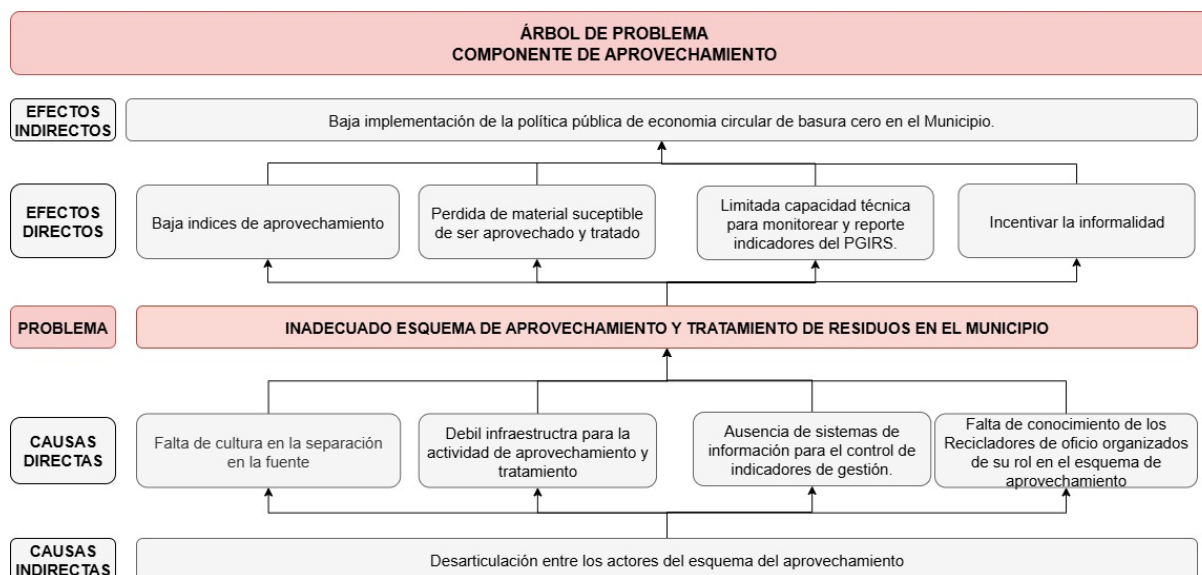 ÁRBOL DE PROBLEMA
COMPONENTE DE APROVECHAMIENTO
EFECTOS
INDIRECTOS
Baja implementación de la política pública de economia circular de basura cero en el Municipio.
EFECTOS
DIRECTOS
Baja indices de aprovechamiento
Perdida de material suceptible
de ser aprovechado y tratado
Limitada capacidad técnica
para monitorear y reporte
indicadores del PGIRS.
Incentivar la informalidad
PROBLEMA
INADECUADO ESQUEMA DE APROVECHAMIENTO Y TRATAMIENTO DE RESIDUOS EN EL MUNICIPIO
CAUSAS
DIRECTAS
Falta de cultura en la separación
en la fuente
Debil infraestructra para la
actividad de aprovechamiento y
tratamiento
Ausencia de sistemas de
información para el control de
indicadores de gestión.
Falta de conocimiento de los
Recicladores de oficio organizados
de su rol en el esquema de
aprovechamiento
CAUSAS
INDIRECTAS
Desarticulación entre los actores del esquema del aprovechamiento